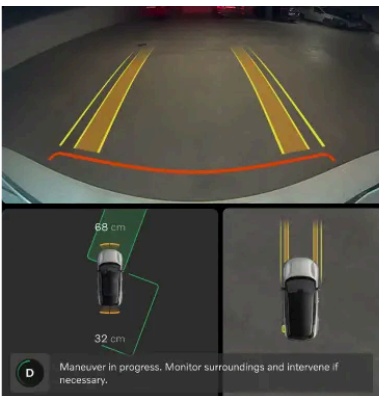 68 cm
32 cm
D
Maneuver in progress. Monitor surroundings and intervene if
necessary.